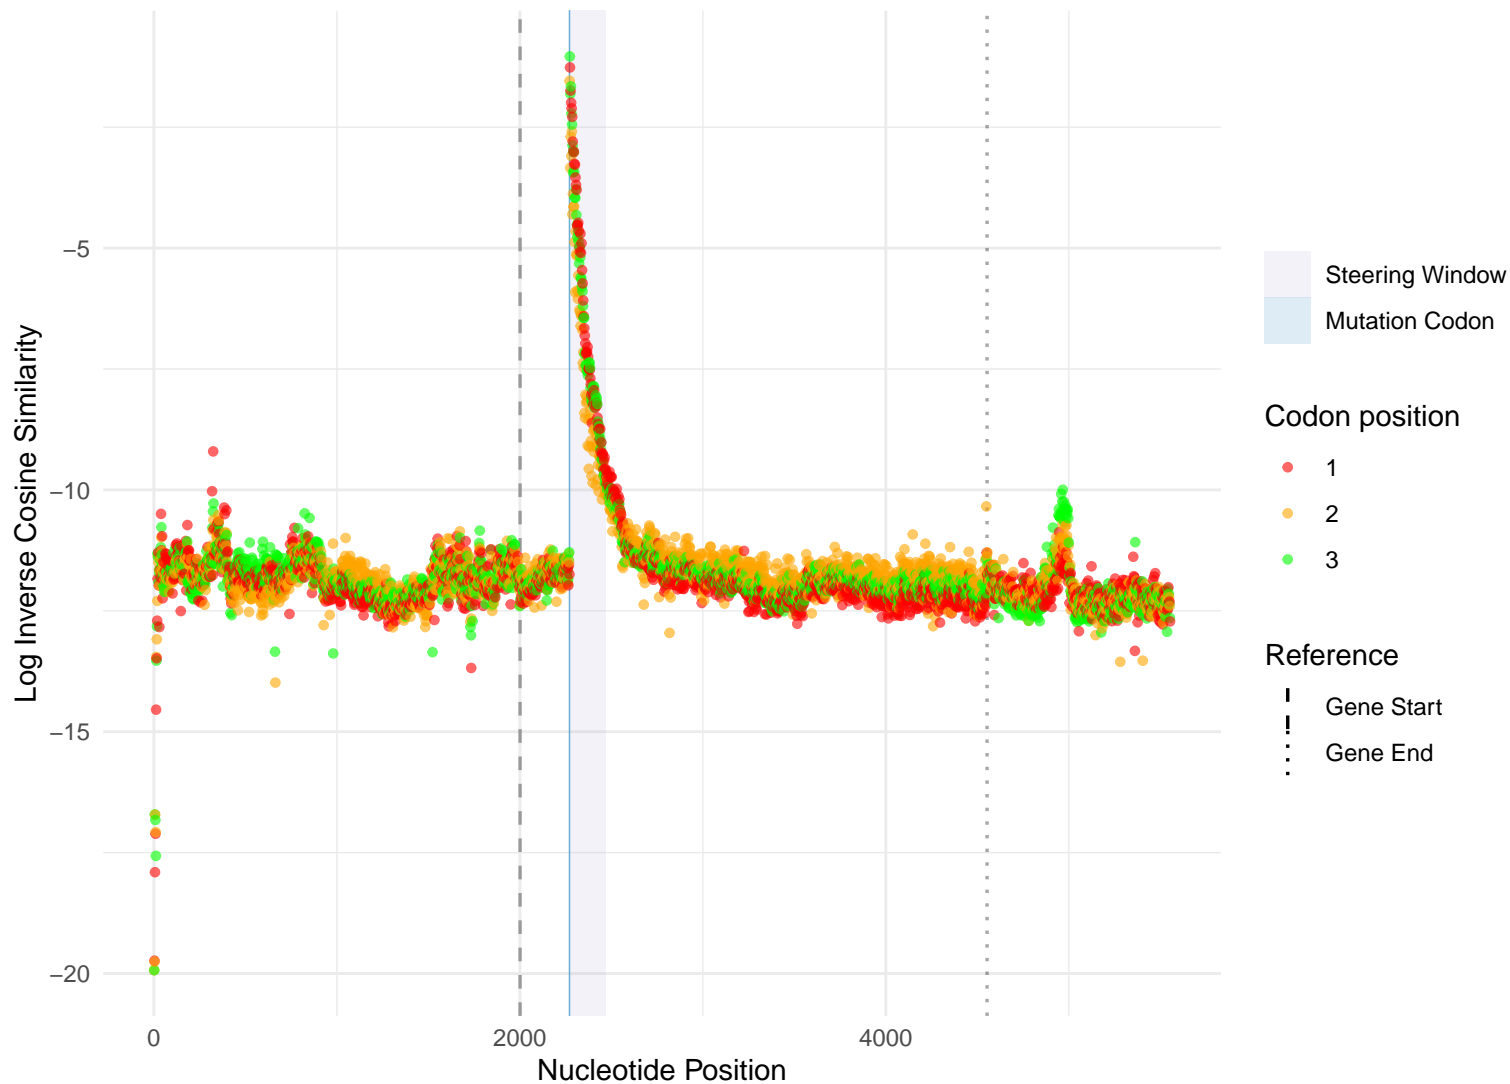 Log Inverse Cosine Similarity
−5
−10
−15
−20
0
2000
4000
Nucleotide Position
Steering Window
Mutation Codon
Codon position
1
2
3
Reference
Gene Start
Gene End